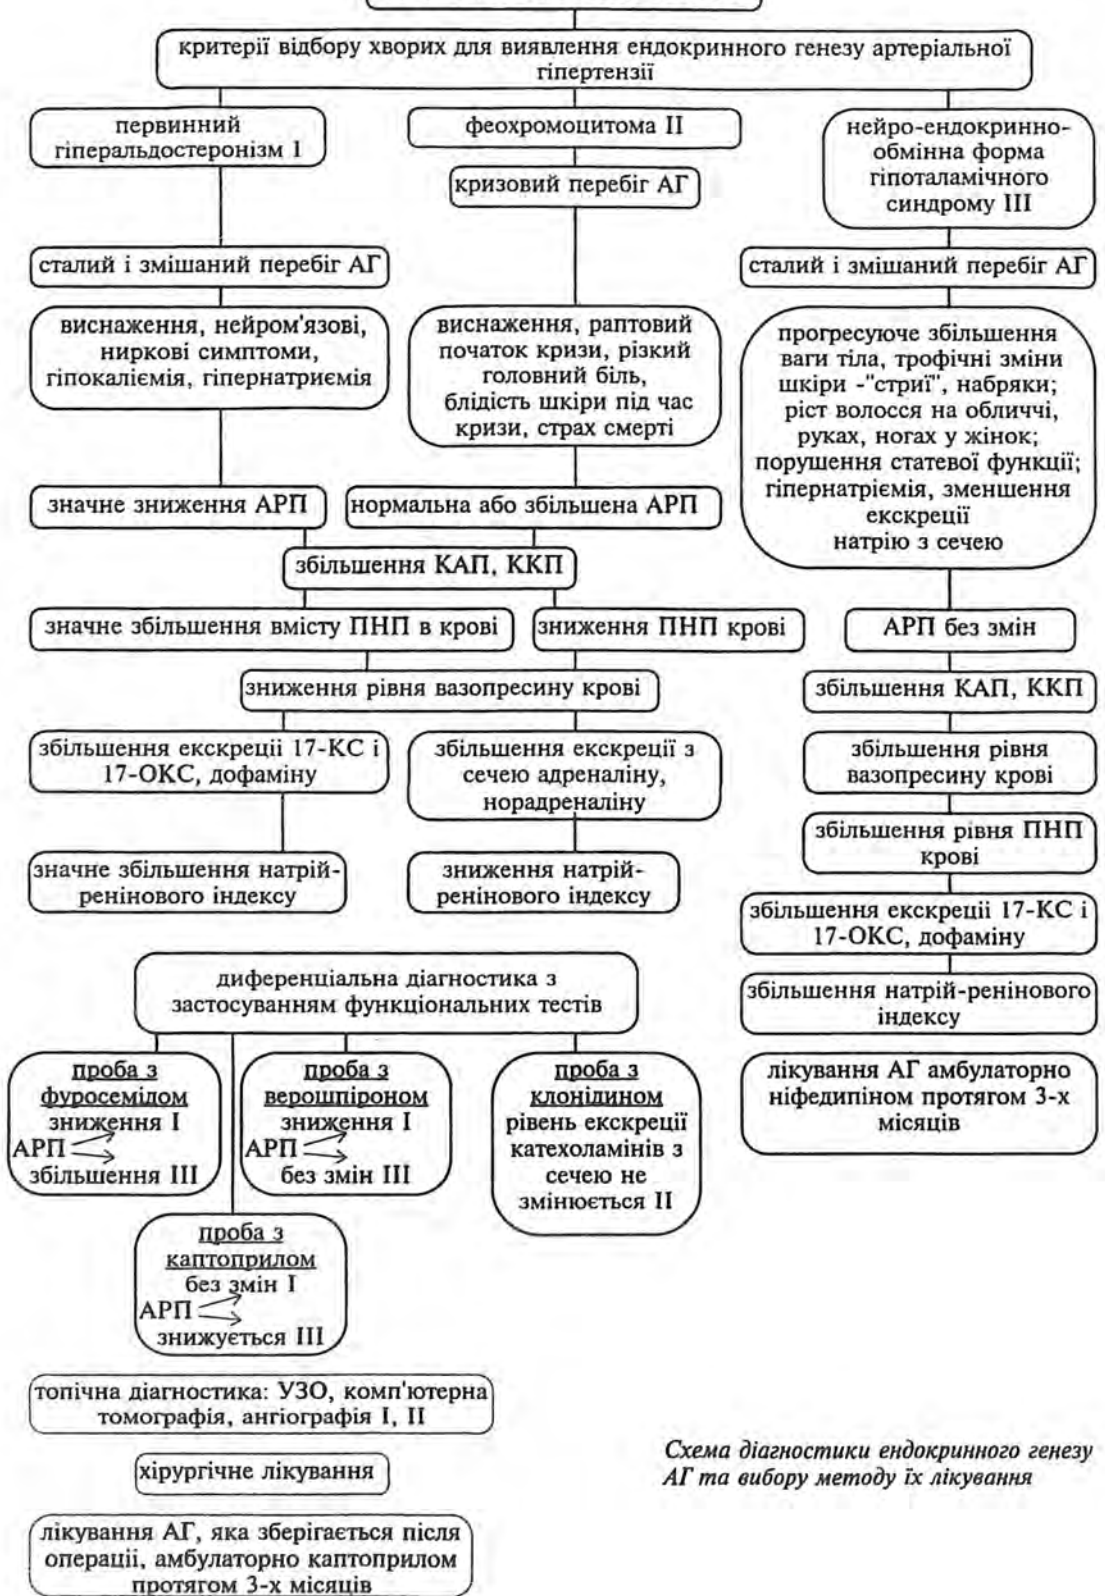 критерії відбору хворих для виявлення ендокринного генезу артеріальної
гіпертензії
первинний
гіперальдостеронізм 1
феохромоцитома II
кризовий перебіг АГ
нейро-ендокринно-
обмінна форма
гіпоталамічного
синдрому III
сталий і змішаний перебіг АГ
сталий і змішаний перебіг АГ
виснаження, нейром'язові,
ниркові симптоми,
гіпокаліємія, гіпернатриємія
виснаження, раптовий
початок кризи, різкий
головний біль,
блідість шкіри під час
кризи, страх смерті
прогресуюче збільшення
ваги тіла, трофічні зміни
шкіри -"стриї", набряки;
ріст волосся на обличчі,
руках, ногах у жінок;
порушення статевої функції;
гіпернатріємія, зменшення
екскреції
натрію з сечею
значне зниження АРП
нормальна або збільшена АРП
збільшення КАП, ККП
значне збільшення вмісту ПНП в крові
зниження ПНП крові
АРП без змін
зниження рівня вазопресину крові
збільшення КАП, ККП
збільшення екскреціі 17-КС і
17-ОКС, дофаміну
збільшення екскреції з
сечею адреналіну,
норадреналіну
збільшення рівня
вазопресину крові
збільшення рівня ПНП
крові
значне збільшення натрій-
ренінового індексу
зниження натрій-
ренінового індексу
збільшення екскреціі 17-КС і
17-ОКС, дофаміну
збільшення натрій-ренінового
індексу
лікування АГ амбулаторно
ніфедипіном протягом 3-х
місяців
диференціальна діагностика з
застосуванням функціональних тестів
проба з
фуросемідом
зниження I
АРП
збільшення III
проба з
верошпіроном
зниження I
АРП
без змін III
проба з
клонідином
рівень екскреції
катехоламінів з
сечею не
змінюється II
проба з
каптоприлом
без змін I
АРП
знижується III
топічна діагностика: УЗО, комп'ютерна
томографія, ангіографія I, II
хірургічне лікування
лікування АГ, яка зберігається після
операції, амбулаторно каптоприлом
протягом 3-х місяців
Схема діагностики ендокринного генезу
АГ та вибору методу їх лікування